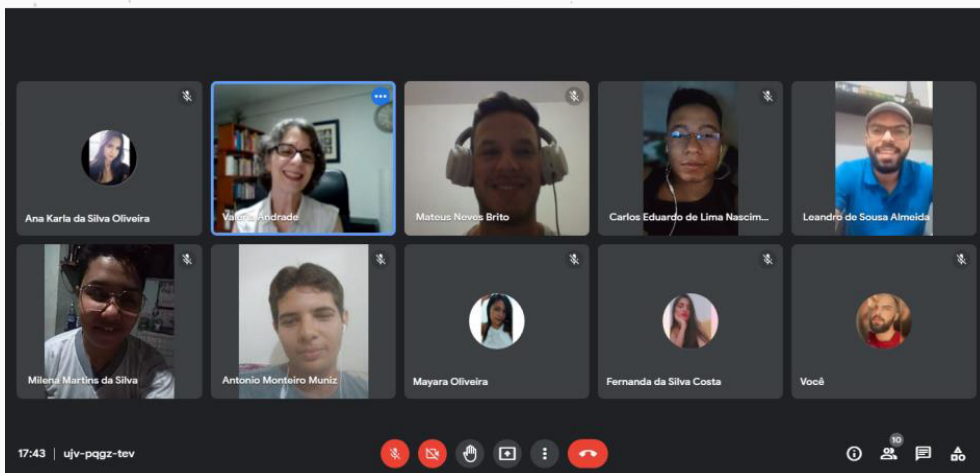 Ana Karla da Silva Oliveira
Valéria Andrade
Mateus Neves Brito
Carlos Eduardo de Lima Nascim...
Leandro de Sousa Almeida
Milena Martins da Silva
Antonio Monteiro Muniz
Mayara Oliveira
Fernanda da Silva Costa
Você
17:43 | ujv-pqgz-tev
10